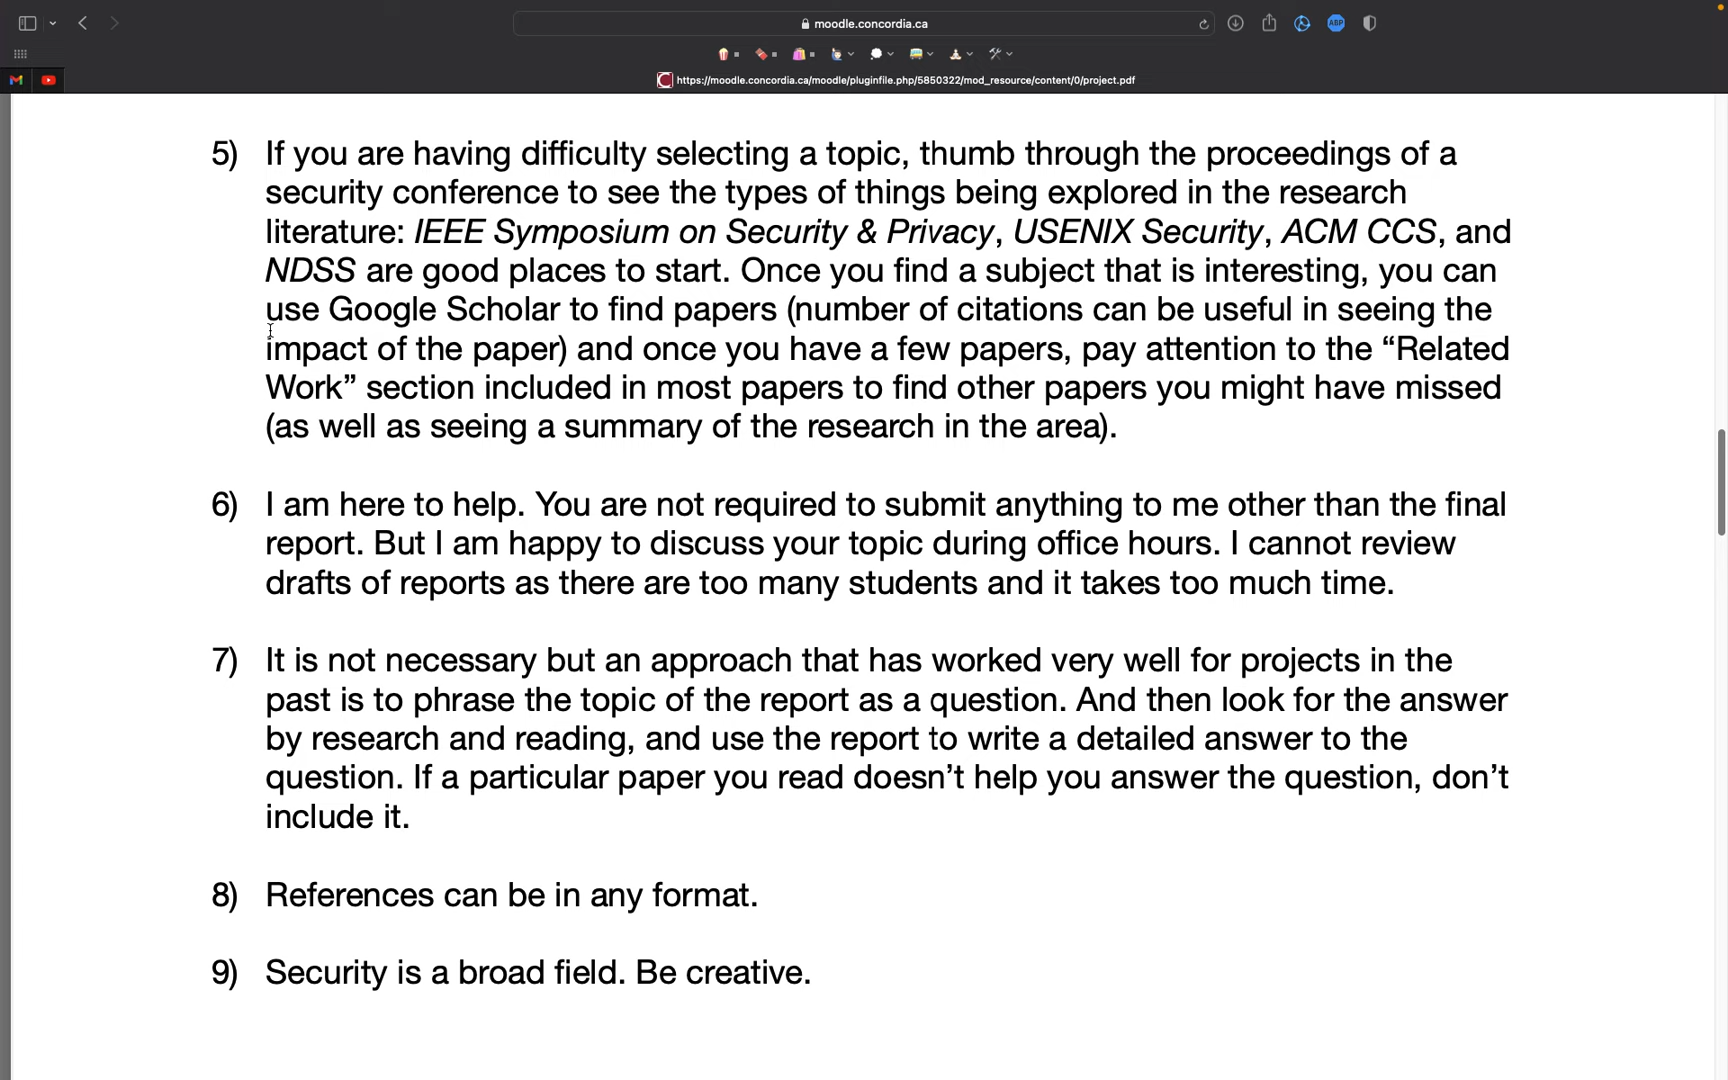 moodle.concordia.ca
ABP
https://moodle.concordia.ca/moodle/pluginfile.php/5850322/mod_resource/content/0/project.pdf
5) If you are having difficulty selecting a topic, thumb through the proceedings of a
security conference to see the types of things being explored in the research
literature: IEEE Symposium on Security & Privacy, USENIX Security, ACM CCS, and
NDSS are good places to start. Once you find a subject that is interesting, you can
use Google Scholar to find papers (number of citations can be useful in seeing the
impact of the paper) and once you have a few papers, pay attention to the “Related
Work” section included in most papers to find other papers you might have missed
(as well as seeing a summary of the research in the area).
6) I am here to help. You are not required to submit anything to me other than the final
report. But I am happy to discuss your topic during office hours. I cannot review
drafts of reports as there are too many students and it takes too much time.
7) It is not necessary but an approach that has worked very well for projects in the
past is to phrase the topic of the report as a question. And then look for the answer
by research and reading, and use the report to write a detailed answer to the
question. If a particular paper you read doesn’t help you answer the question, don’t
include it.
8) References can be in any format.
9) Security is a broad field. Be creative.